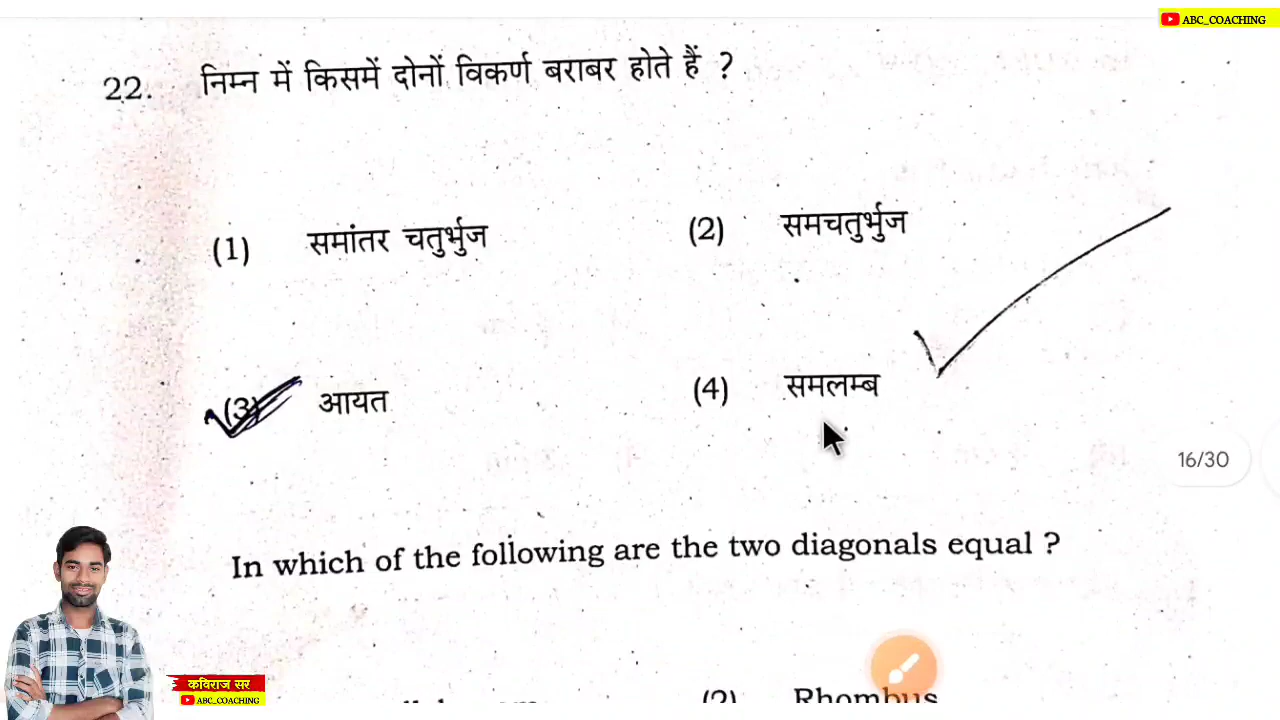 ABC_COACHING
22. निम्न में किसमें दोनों विकर्ण बराबर होते हैं ?
(1) समांतर चतुर्भुज (2) समचतुर्भुज
(3) आयत (4) समलम्ब
16/30
In which of the following are the two diagonals equal ?
(2) Rhombus
कविराज सर
ABC_COACHING